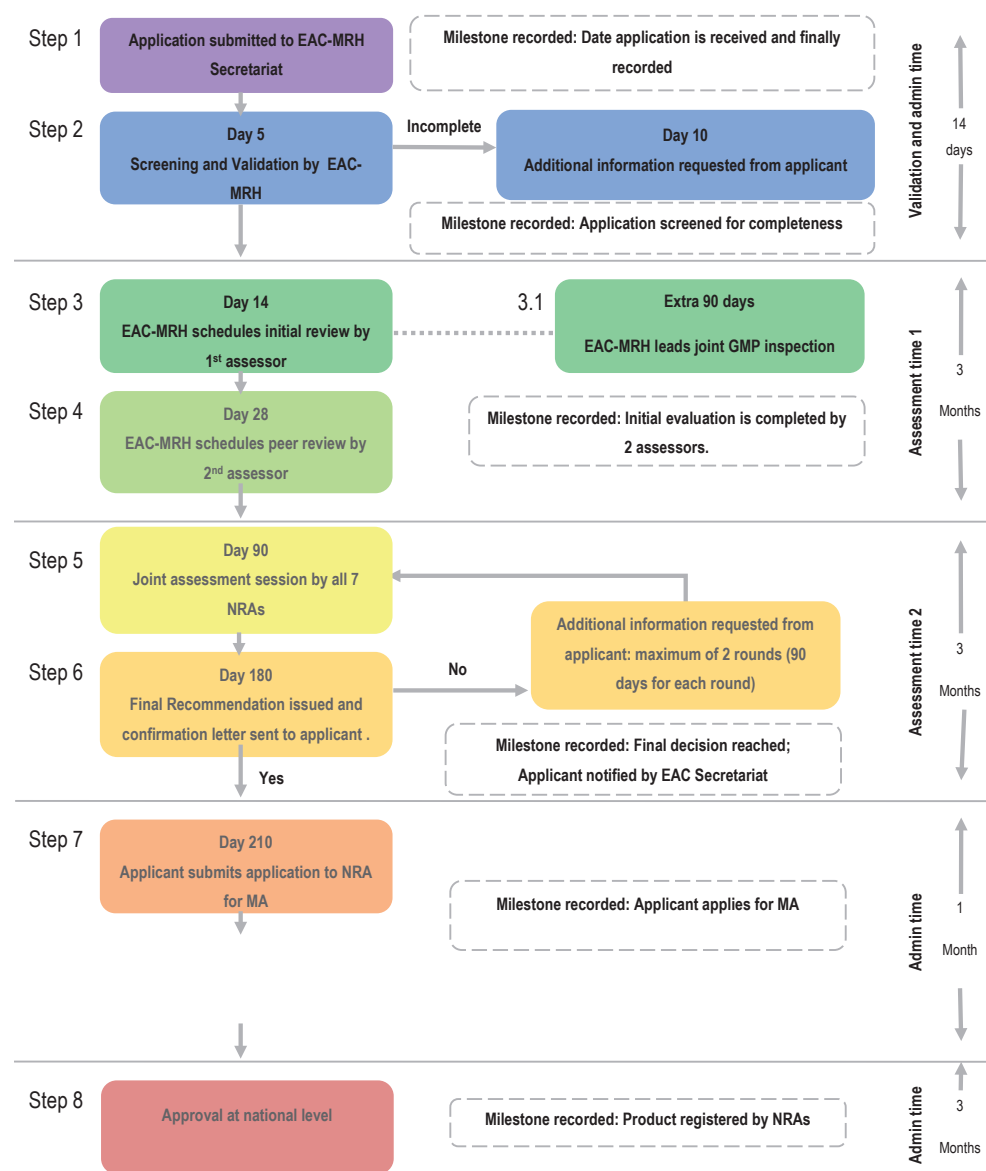 Step 1
Application submitted to EAC-MRH
Secretariat
Milestone recorded: Date application is received and finally
recorded
Validation and admin time
14
days
Step 2
Day 5
Screening and Validation by EAC-
MRH
Incomplete
Day 10
Additional information requested from applicant
Milestone recorded: Application screened for completeness
Step 3
Day 14
EAC-MRH schedules initial review by
1st assessor
3.1
Extra 90 days
EAC-MRH leads joint GMP inspection
Assessment time 1
3
Months
Step 4
Day 28
EAC-MRH schedules peer review by
2nd assessor
Milestone recorded: Initial evaluation is completed by
2 assessors.
Step 5
Day 90
Joint assessment session by all 7
NRAs
Additional information requested from
applicant: maximum of 2 rounds (90
days for each round)
Assessment time 2
3
Months
Step 6
Day 180
Final Recommendation issued and
confirmation letter sent to applicant .
No
Milestone recorded: Final decision reached;
Applicant notified by EAC Secretariat
Yes
Step 7
Day 210
Applicant submits application to NRA
for MA
Milestone recorded: Applicant applies for MA
Admin time
1
Month
Step 8
Approval at national level
Milestone recorded: Product registered by NRAs
Admin time
3
Months